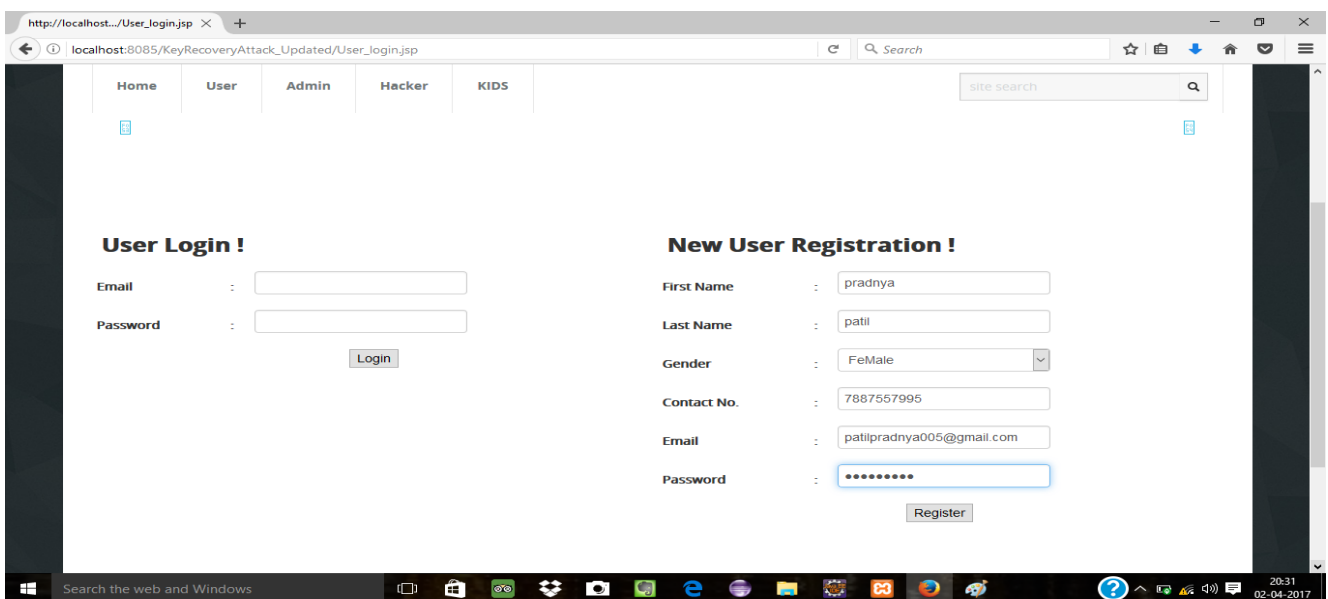 http://localhost.../User_login.jsp
localhost:8085/KeyRecoveryAttack_Updated/User_login.jsp
Search
Home User Admin Hacker KIDS
site search
User Login !
Email :
Password :
Login
New User Registration !
First Name : pradnya
Last Name : patil
Gender : FeMale
Contact No. : 7887557995
Email : patilpradnya005@gmail.com
Password : •••••••••
Register
Search the web and Windows
20:31
02-04-2017